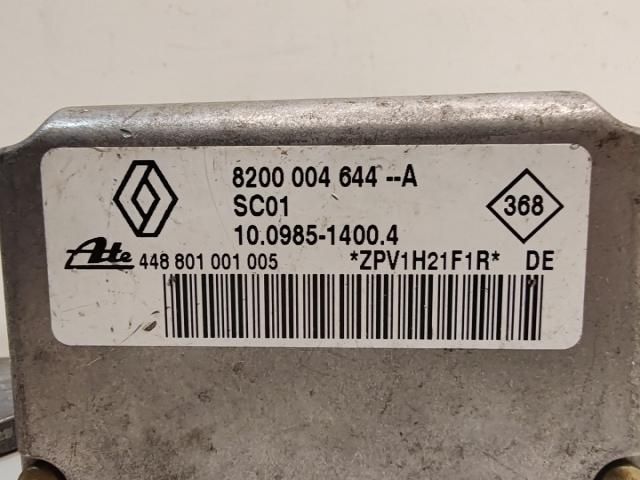 8200 004 644 --A
SC01
368
10.0985-1400.4
Ate 448 801 001 005 *ZPV1H21F1R* DE